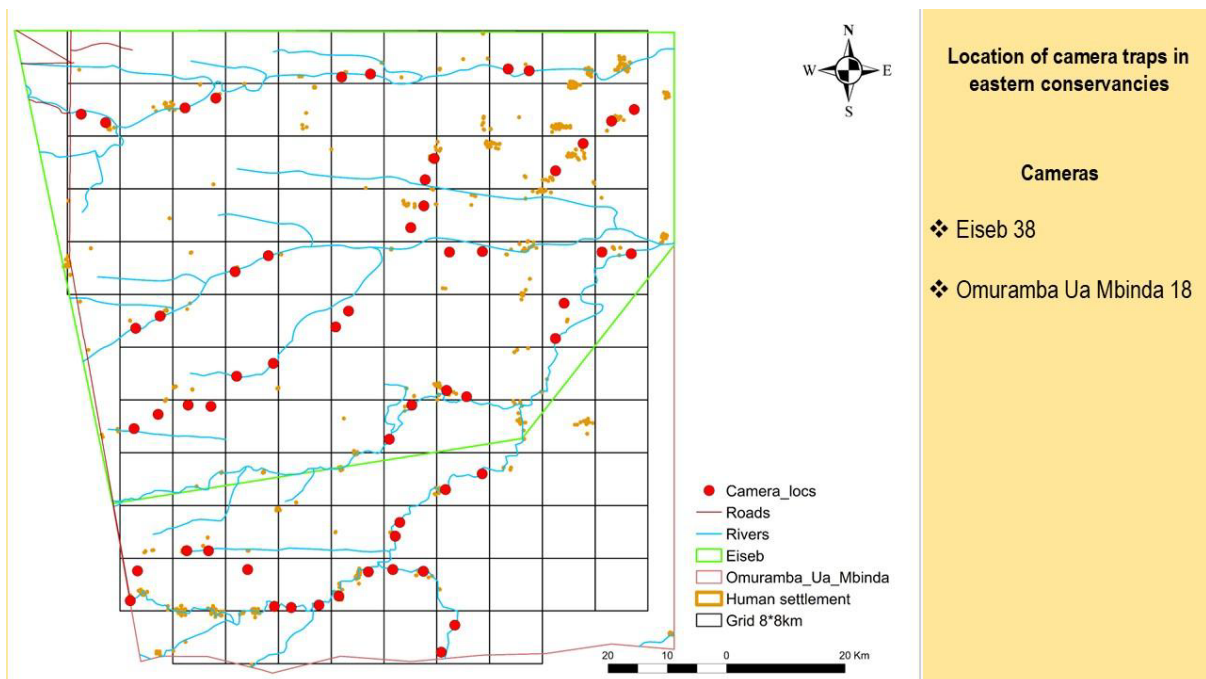 Location of camera traps in
eastern conservancies
Cameras
❖ Eiseb 38
❖ Omuramba Ua Mbinda 18
N
W E
S
Camera_locs
Roads
Rivers
Eiseb
Omuramba_Ua_Mbinda
Human settlement
Grid 8*8km
20 10 0 20 Km